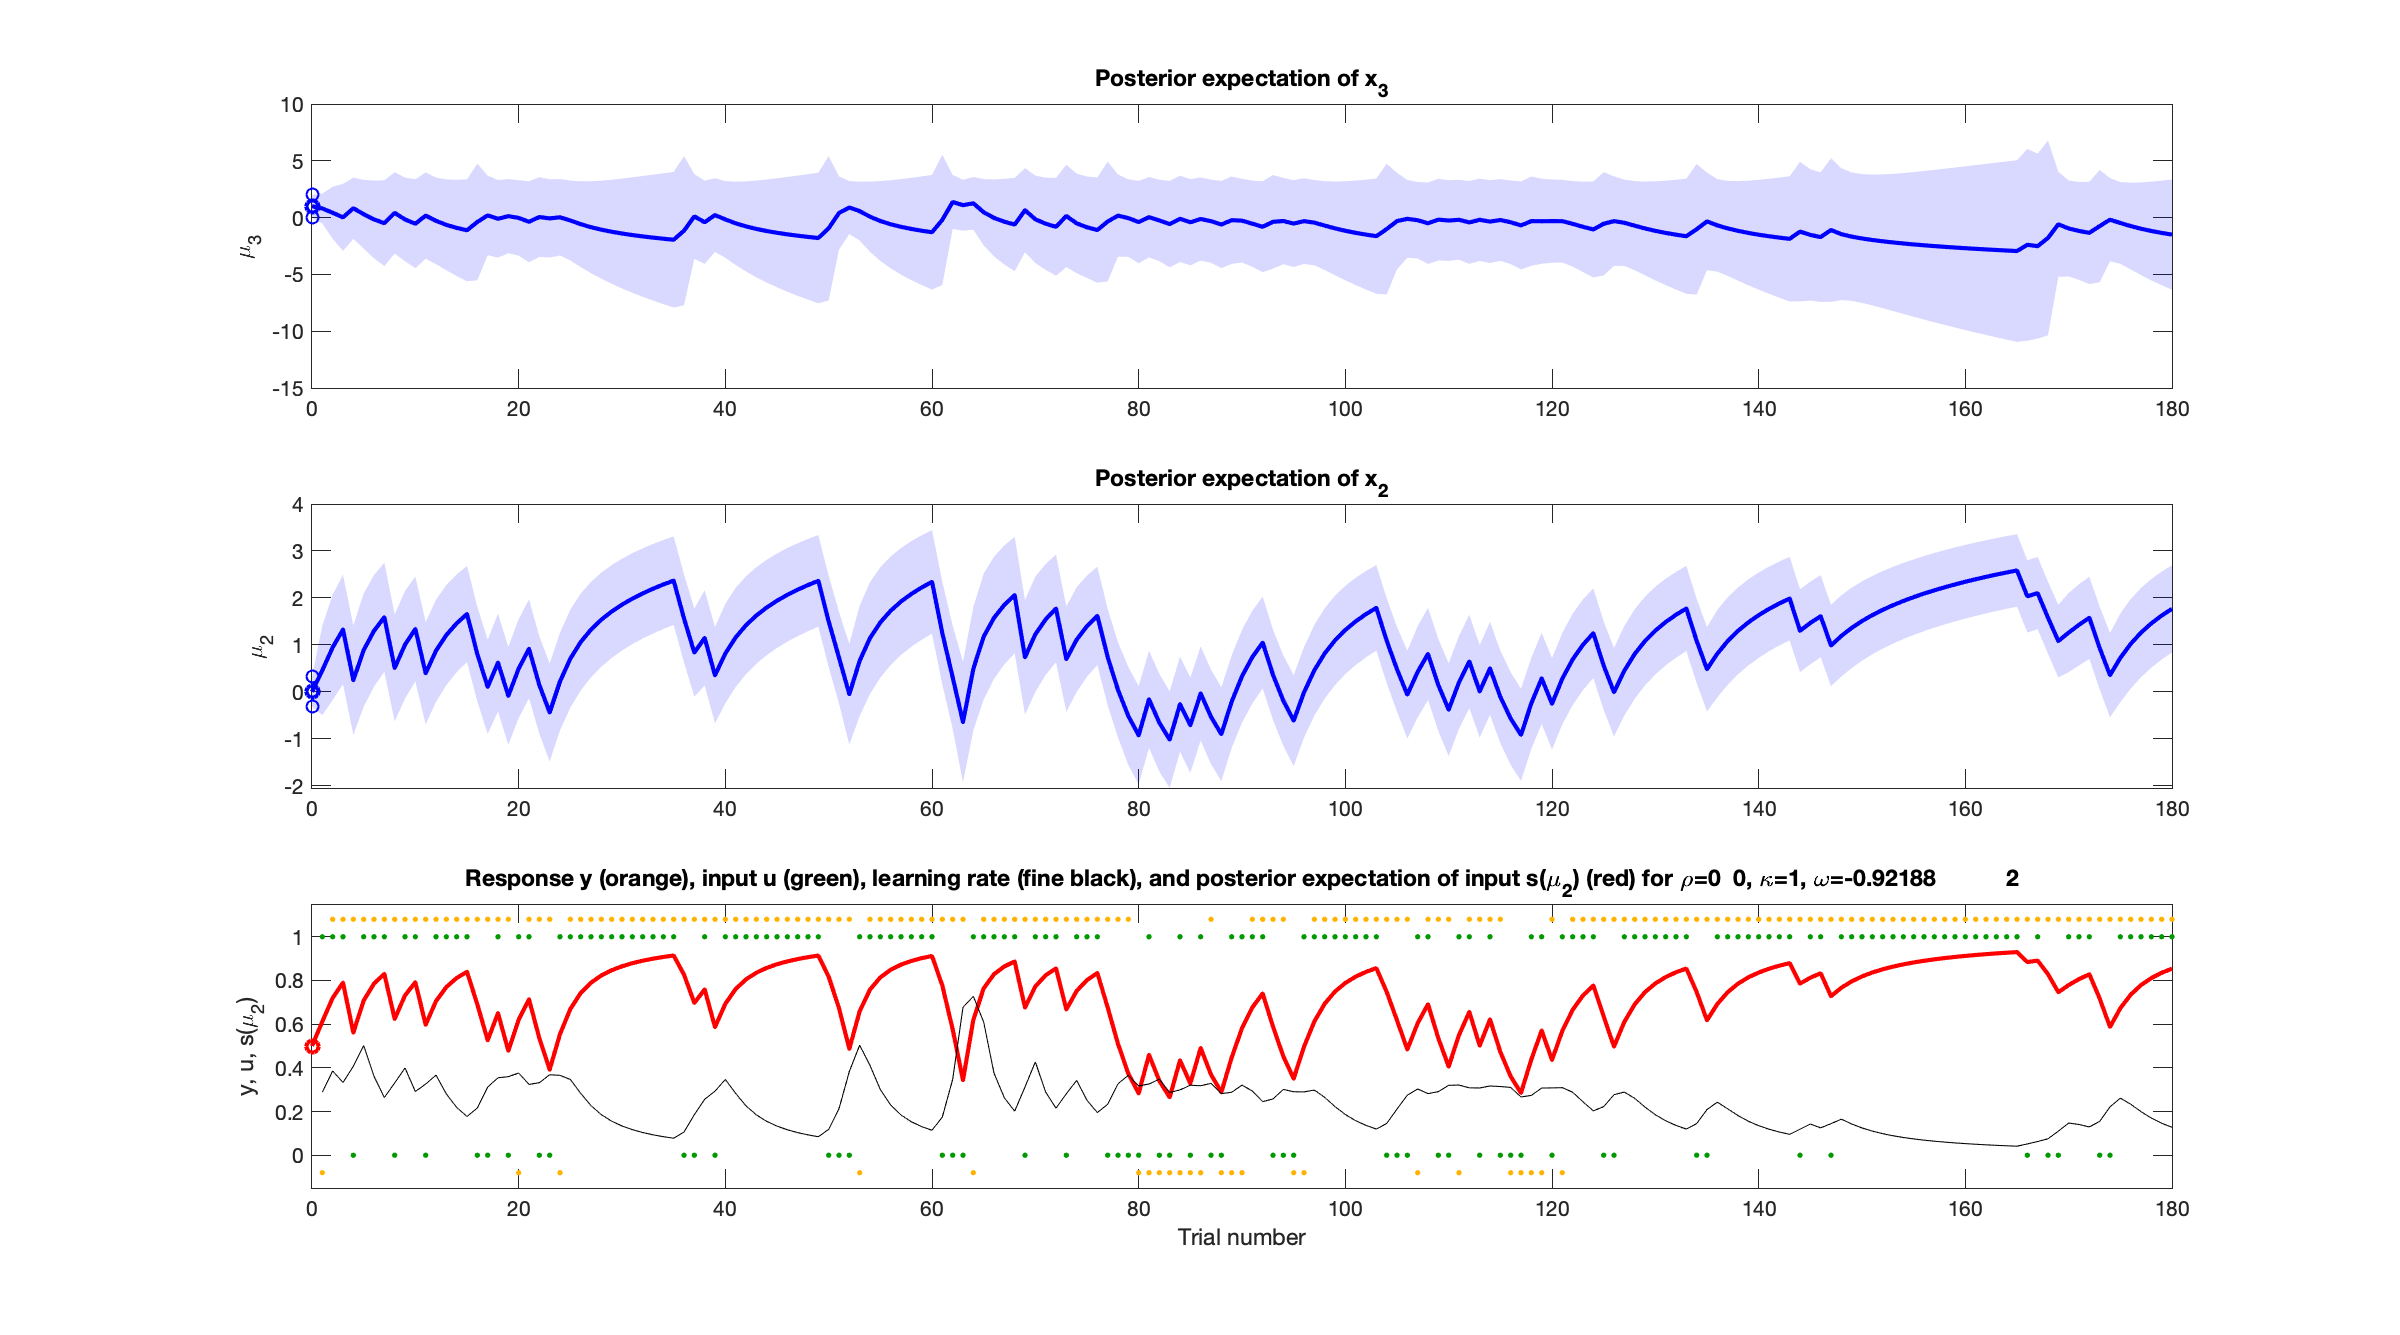 Posterior expectation of x3
10
5
0
-5
-10
-15
μ3
0 20 40 60 80 100 120 140 160 180
Posterior expectation of x2
4
3
2
1
0
-1
-2
μ2
0 20 40 60 80 100 120 140 160 180
Response y (orange), input u (green), learning rate (fine black), and posterior expectation of input s(μ2) (red) for ρ=0 0, κ=1, ω=-0.92188 2
1
0.8
0.6
0.4
0.2
0
y, u, s(μ2)
0 20 40 60 80 100 120 140 160 180
Trial number